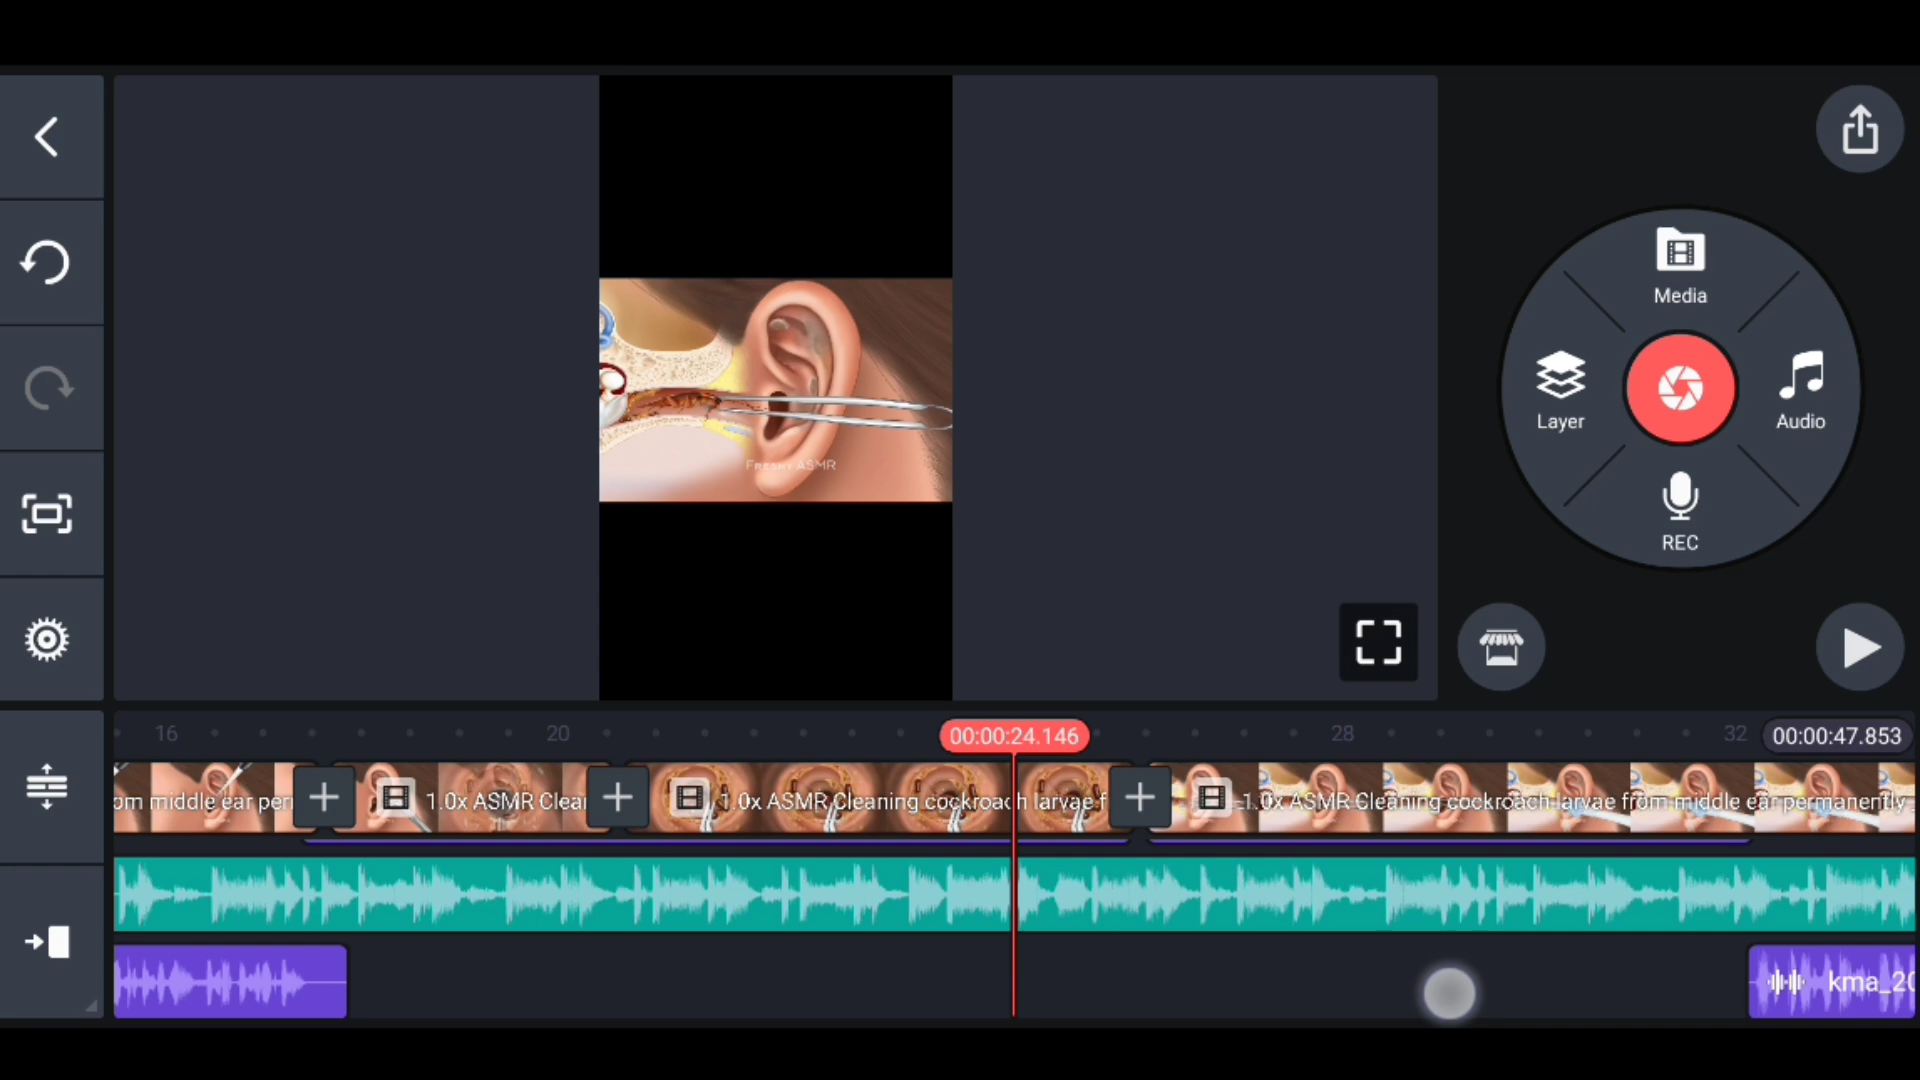 Media
Layer
Audio
REC
FRESHY ASMR
16
20
00:00:24.146
28
32
00:00:47.853
om middle ear per
1.0x ASMR Clea
1.0x ASMR Cleaning cockroach larvae f
1.0x ASMR Cleaning cockroach larvae from middle ear permanently
kma_20